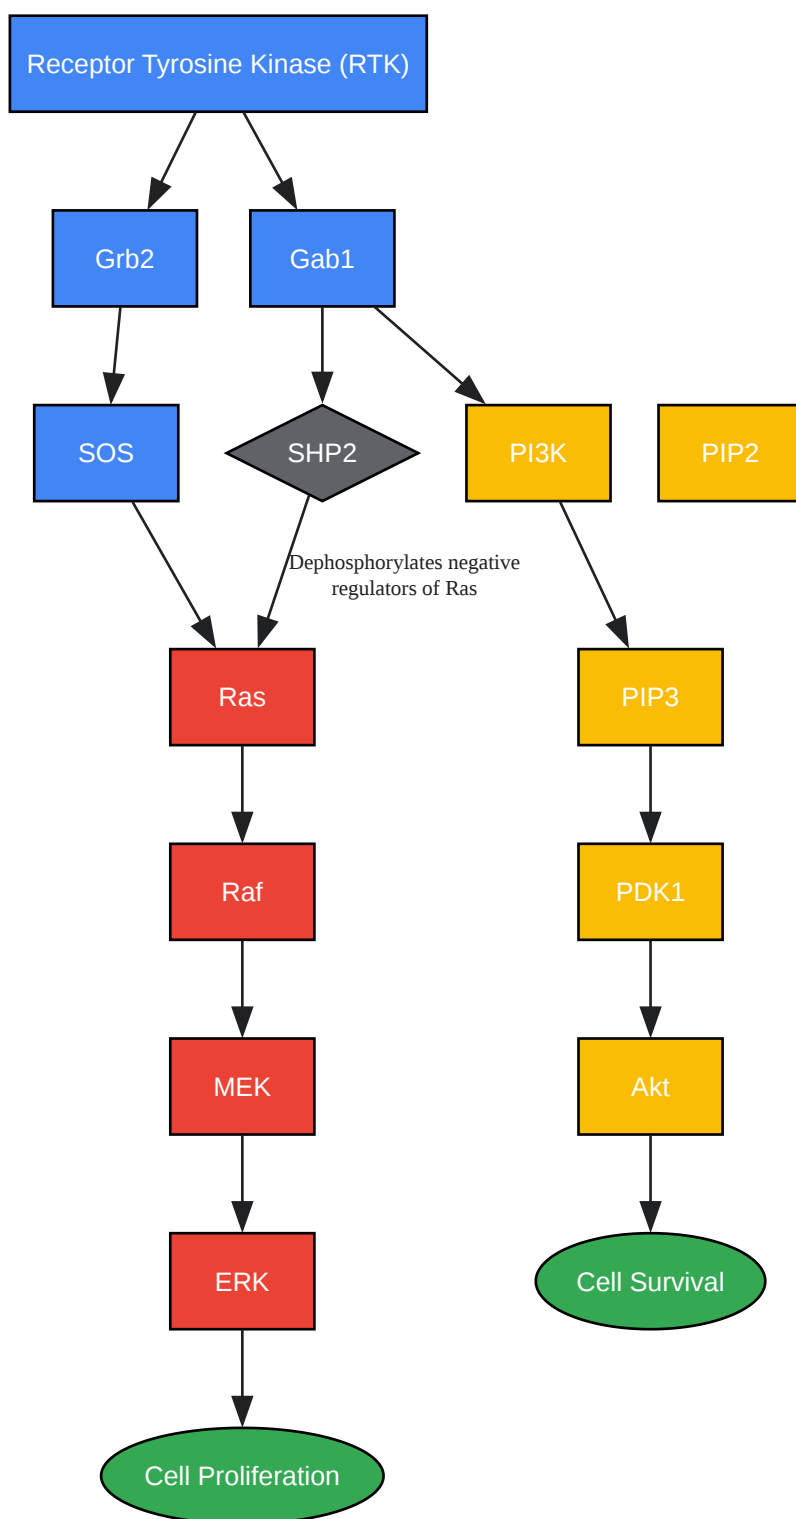 Receptor Tyrosine Kinase (RTK)
Grb2
Gab1
SOS
SHP2
PI3K
PIP2
Dephosphorylates negative
regulators of Ras
Ras
PIP3
Raf
PDK1
MEK
Akt
ERK
Cell Survival
Cell Proliferation